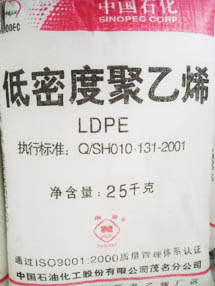 中国石化
SINOPEC CORP.
低密度聚乙烯
LDPE
执行标准: Q/SH010·131-2001
净含量: 25千克
N
通过ISO9001:2000质量管理体系认证
中国石油化工股份有限公司茂名分公司